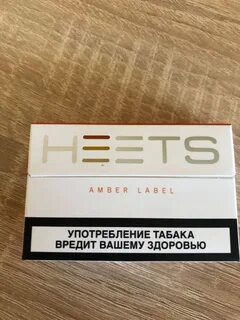 HEETS
AMBER LABEL
УПОТРЕБЛЕНИЕ ТАБАКА
ВРЕДИТ ВАШЕМУ ЗДОРОВЬЮ